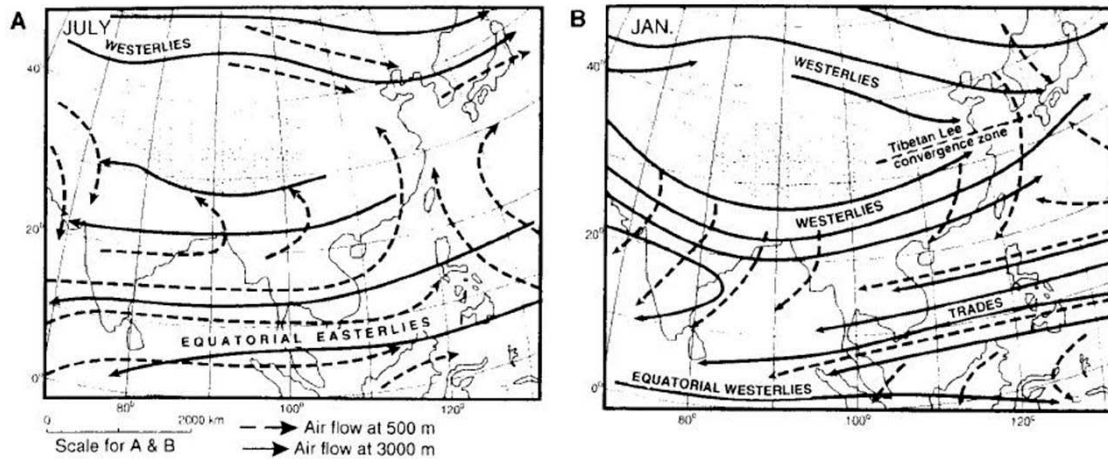 A
JULY
WESTERLIES
40°
20°
EQUATORIAL EASTERLIES
0°
80°
100°
120°
0
2000 km
Scale for A & B
Air flow at 500 m
Air flow at 3000 m
B
JAN.
WESTERLIES
40°
Tibetan Lee
convergence zone
WESTERLIES
20°
TRADES
EQUATORIAL WESTERLIES
0°
80°
100°
120°